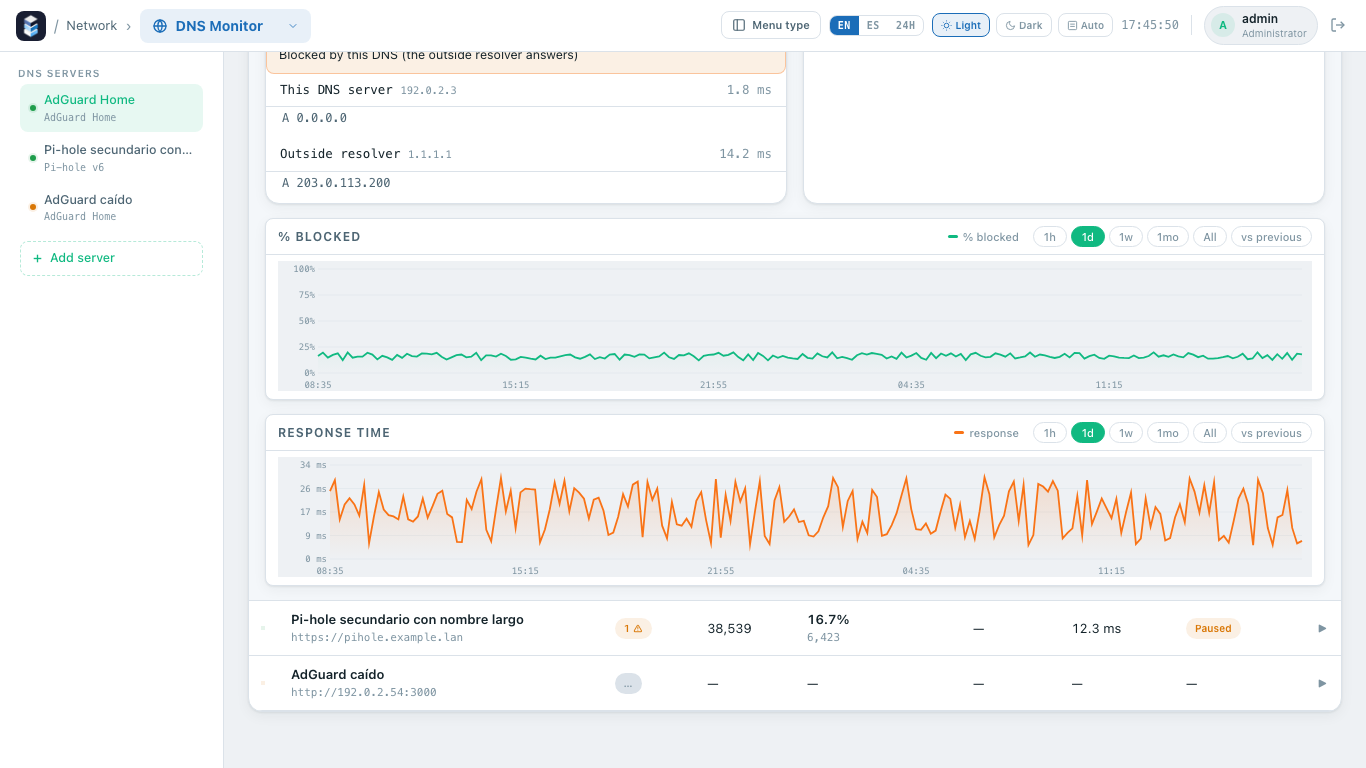 / Network › DNS Monitor
Menu type
EN ES 24H
Light
Dark
Auto
17:45:50
A
admin
Administrator
DNS SERVERS
AdGuard Home
AdGuard Home
Pi-hole secundario con...
Pi-hole v6
AdGuard caído
AdGuard Home
+ Add server
Blocked by this DNS (the outside resolver answers)
This DNS server 192.0.2.3 1.8 ms
A 0.0.0.0
Outside resolver 1.1.1.1 14.2 ms
A 203.0.113.200
% BLOCKED
% blocked 1h 1d 1w 1mo All vs previous
100%
75%
50%
25%
0%
08:35 15:15 21:55 04:35 11:15
RESPONSE TIME
response 1h 1d 1w 1mo All vs previous
34 ms
26 ms
17 ms
9 ms
0 ms
08:35 15:15 21:55 04:35 11:15
Pi-hole secundario con nombre largo
https://pihole.example.lan
1 ⚠ 38,539
16.7%
6,423
— 12.3 ms Paused ▶
AdGuard caído
http://192.0.2.54:3000
... — — — — — ▶